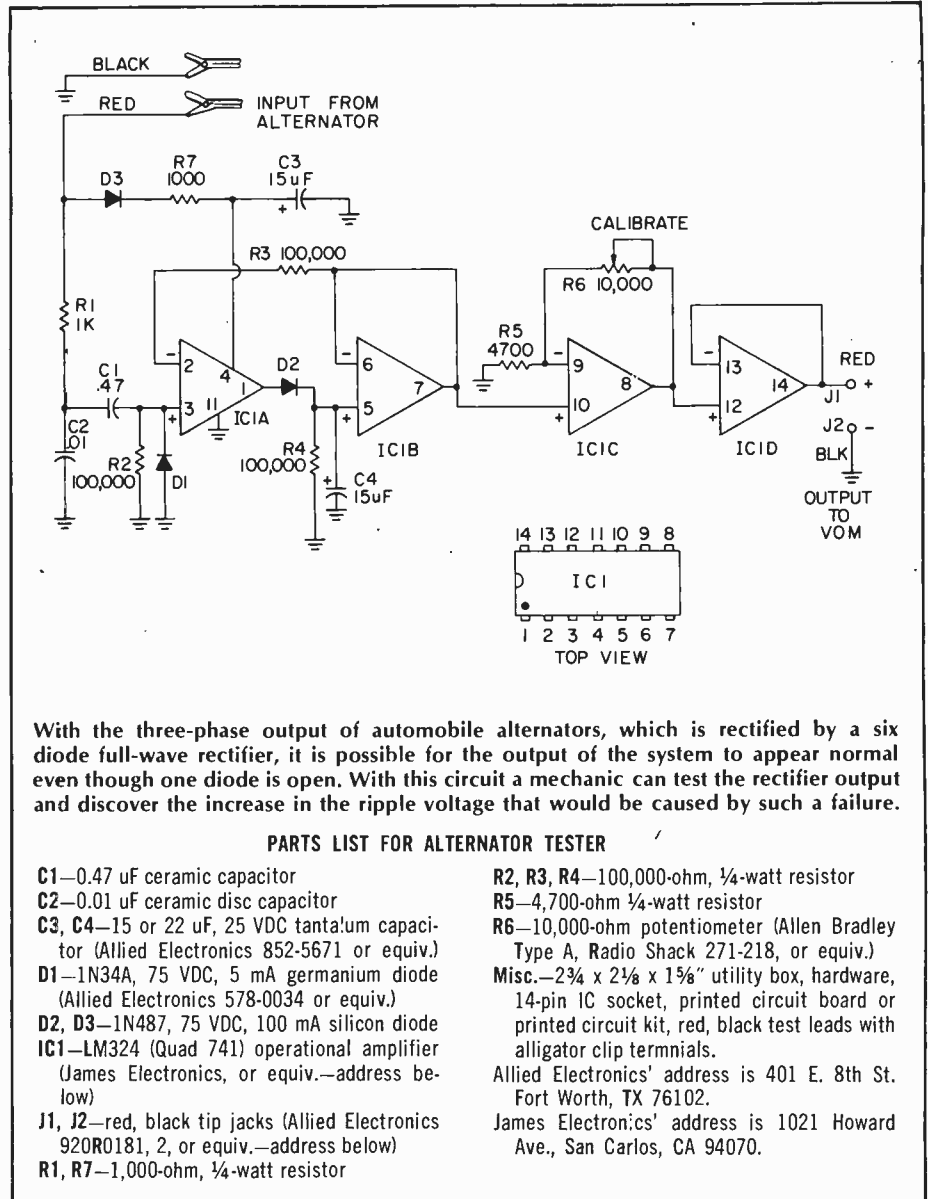 BLACK
RED
INPUT FROM
ALTERNATOR
D3
R7
1000
C3
15uF
+
R3 100,000
CALIBRATE
R6 10,000
R1
1K
R5
4700
C1
.47
-
2
4
1
D2
-
6
7
-
9
8
-
13
14
RED
+
J1
3
+
11
IC1A
5
+
IC1B
10
+
IC1C
12
+
IC1D
J2
-
BLK
C2
.01
R2
100,000
D1
R4
100,000
+
C4
15uF
OUTPUT
TO
VOM
14 13 12 11 10 9 8
IC1
1 2 3 4 5 6 7
TOP VIEW
With the three-phase output of automobile alternators, which is rectified by a six
diode full-wave rectifier, it is possible for the output of the system to appear normal
even though one diode is open. With this circuit a mechanic can test the rectifier output
and discover the increase in the ripple voltage that would be caused by such a failure.
PARTS LIST FOR ALTERNATOR TESTER
C1—0.47 uF ceramic capacitor
C2—0.01 uF ceramic disc capacitor
C3, C4—15 or 22 uF, 25 VDC tantalum capaci-
tor (Allied Electronics 852-5671 or equiv.)
D1—1N34A, 75 VDC, 5 mA germanium diode
(Allied Electronics 578-0034 or equiv.)
D2, D3—1N487, 75 VDC, 100 mA silicon diode
IC1—LM324 (Quad 741) operational amplifier
(James Electronics, or equiv.—address be-
low)
J1, J2—red, black tip jacks (Allied Electronics
920R0181, 2, or equiv.—address below)
R1, R7—1,000-ohm, ¼-watt resistor
R2, R3, R4—100,000-ohm, ¼-watt resistor
R5—4,700-ohm ¼-watt resistor
R6—10,000-ohm potentiometer (Allen Bradley
Type A, Radio Shack 271-218, or equiv.)
Misc.—2¾ x 2⅛ x 1⅝" utility box, hardware,
14-pin IC socket, printed circuit board or
printed circuit kit, red, black test leads with
alligator clip termnials.
Allied Electronics' address is 401 E. 8th St.
Fort Worth, TX 76102.
James Electronics' address is 1021 Howard
Ave., San Carlos, CA 94070.